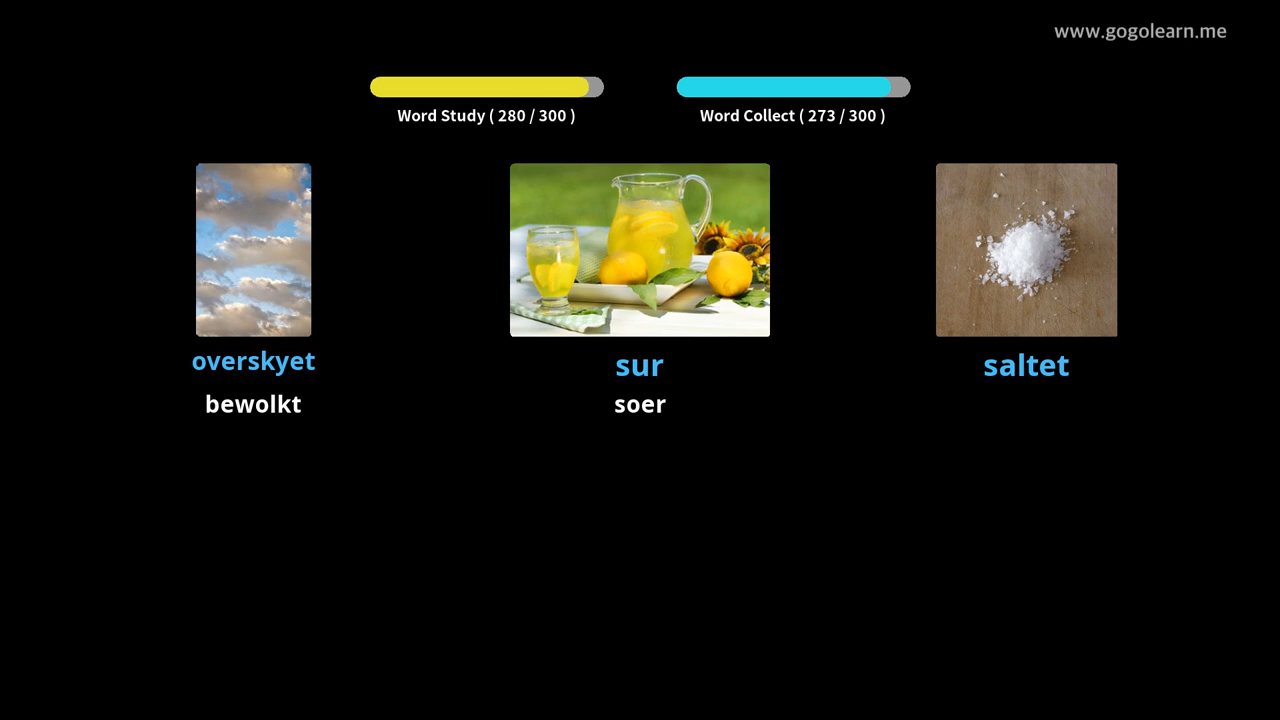 www.gogolearn.me
Word Study ( 280 / 300 )
Word Collect ( 273 / 300 )
overskyet
sur
saltet
bewolkt
soer